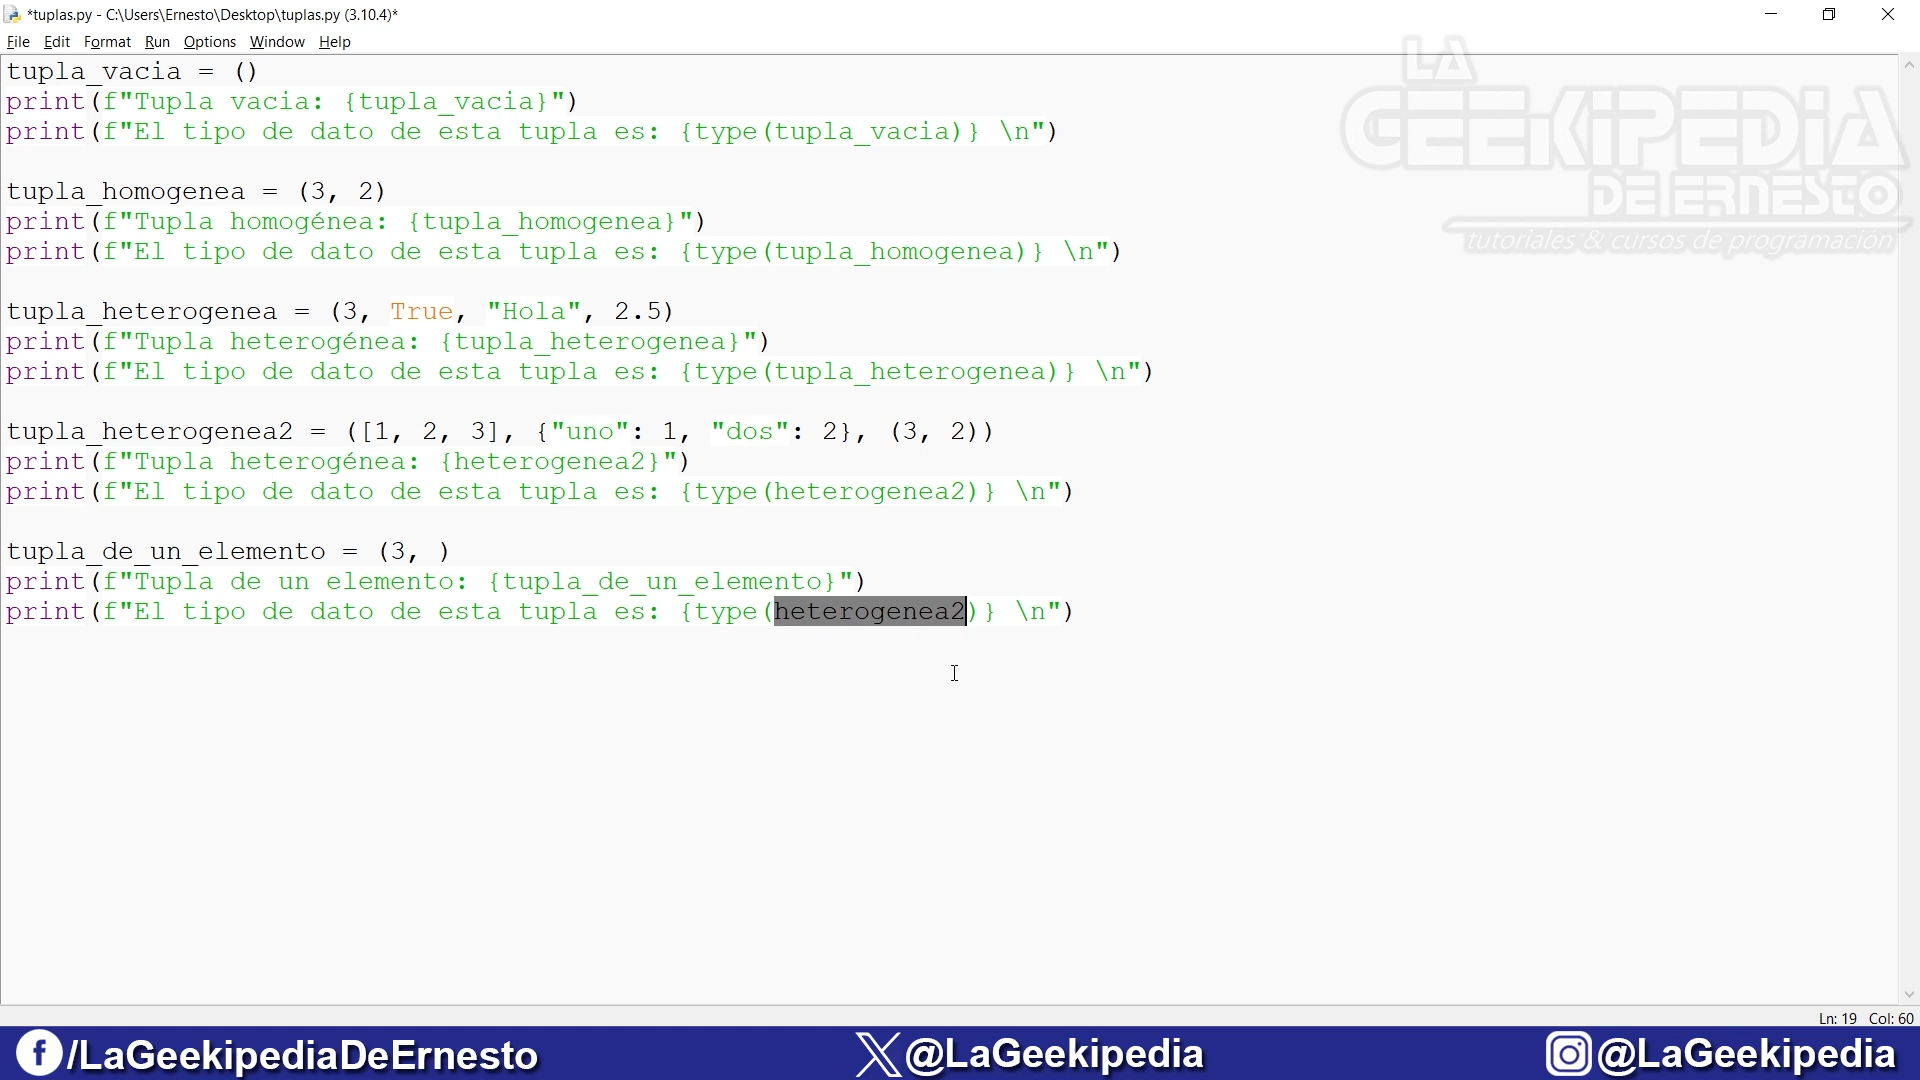 *tuplas.py - C:\Users\Ernesto\Desktop\tuplas.py (3.10.4)*
File Edit Format Run Options Window Help
tupla_vacia = ()
print(f"Tupla vacia: {tupla_vacia}")
print(f"El tipo de dato de esta tupla es: {type(tupla_vacia)} \n")
tupla_homogenea = (3, 2)
print(f"Tupla homogénea: {tupla_homogenea}")
print(f"El tipo de dato de esta tupla es: {type(tupla_homogenea)} \n")
tupla_heterogenea = (3, True, "Hola", 2.5)
print(f"Tupla heterogénea: {tupla_heterogenea}")
print(f"El tipo de dato de esta tupla es: {type(tupla_heterogenea)} \n")
tupla_heterogenea2 = ([1, 2, 3], {"uno": 1, "dos": 2}, (3, 2))
print(f"Tupla heterogénea: {heterogenea2}")
print(f"El tipo de dato de esta tupla es: {type(heterogenea2)} \n")
tupla_de_un_elemento = (3, )
print(f"Tupla de un elemento: {tupla_de_un_elemento}")
print(f"El tipo de dato de esta tupla es: {type(heterogenea2)} \n")
LA
GEEKIPEDIA
DE ERNESTO
tutoriales & cursos de programación
Ln: 19 Col: 60
/LaGeekipediaDeErnesto
@LaGeekipedia
@LaGeekipedia